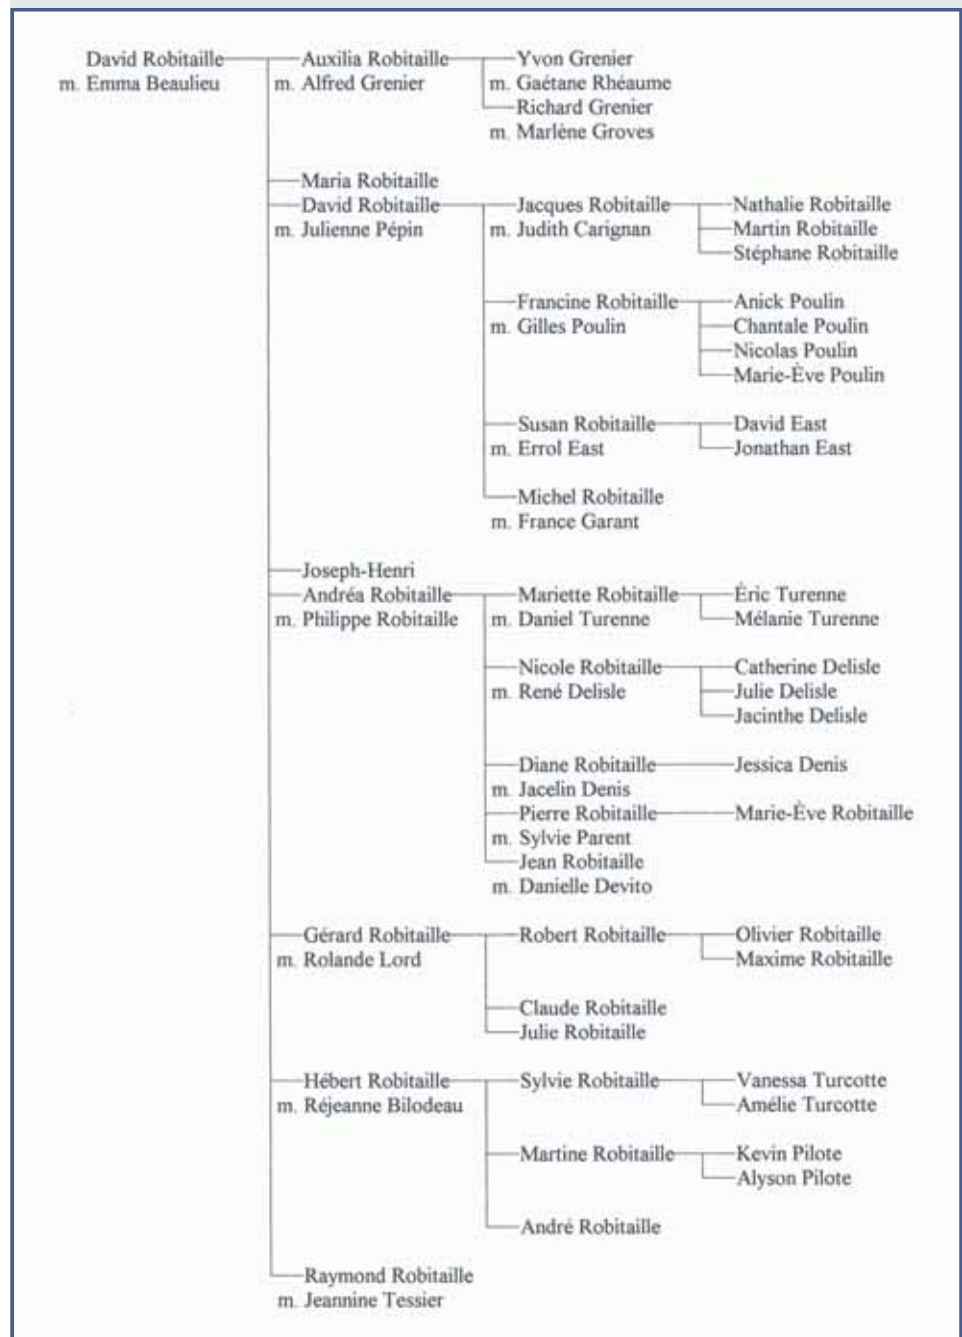 David Robitaille Auxilia Robitaille Yvon Grenier
m. Emma Beaulieu m. Alfred Grenier m. Gaétane Rhéaume
Richard Grenier
m. Marlène Groves
Maria Robitaille
David Robitaille Jacques Robitaille Nathalie Robitaille
m. Julienne Pépin m. Judith Carignan Martin Robitaille
Stéphane Robitaille
Francine Robitaille Anick Poulin
m. Gilles Poulin Chantale Poulin
Nicolas Poulin
Marie-Ève Poulin
Susan Robitaille David East
m. Errol East Jonathan East
Michel Robitaille
m. France Garant
Joseph-Henri
Andréa Robitaille Mariette Robitaille Éric Turenne
m. Philippe Robitaille m. Daniel Turenne Mélanie Turenne
Nicole Robitaille Catherine Delisle
m. René Delisle Julie Delisle
Jacinthe Delisle
Diane Robitaille Jessica Denis
m. Jacelin Denis
Pierre Robitaille Marie-Ève Robitaille
m. Sylvie Parent
Jean Robitaille
m. Danielle Devito
Gérard Robitaille Robert Robitaille Olivier Robitaille
m. Rolande Lord Maxime Robitaille
Claude Robitaille
Julie Robitaille
Hébert Robitaille Sylvie Robitaille Vanessa Turcotte
m. Réjeanne Bilodeau Amélie Turcotte
Martine Robitaille Kevin Pilote
Alyson Pilote
André Robitaille
Raymond Robitaille
m. Jeannine Tessier